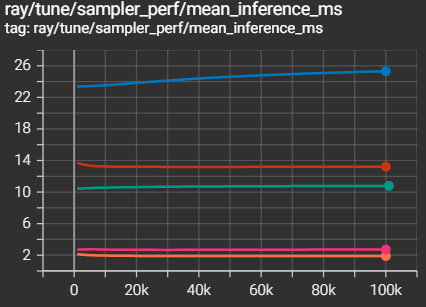 ray/tune/sampler_perf/mean_inference_ms
tag: ray/tune/sampler_perf/mean_inference_ms
26
22
18
14
10
6
2
0 20k 40k 60k 80k 100k